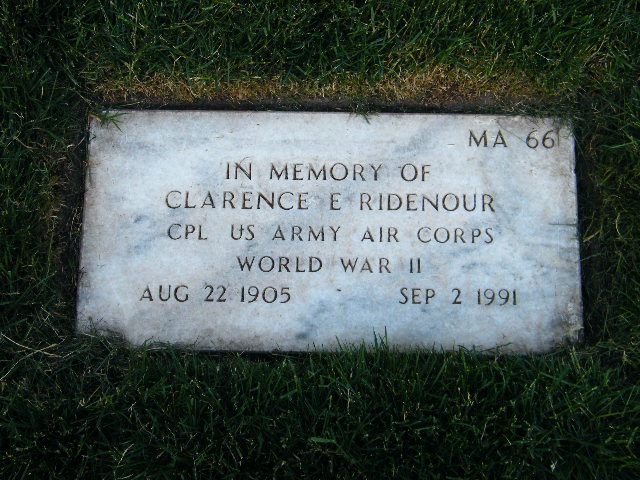 MA 66
IN MEMORY OF
CLARENCE E RIDENOUR
CPL US ARMY AIR CORPS
WORLD WAR II
AUG 22 1905 SEP 2 1991